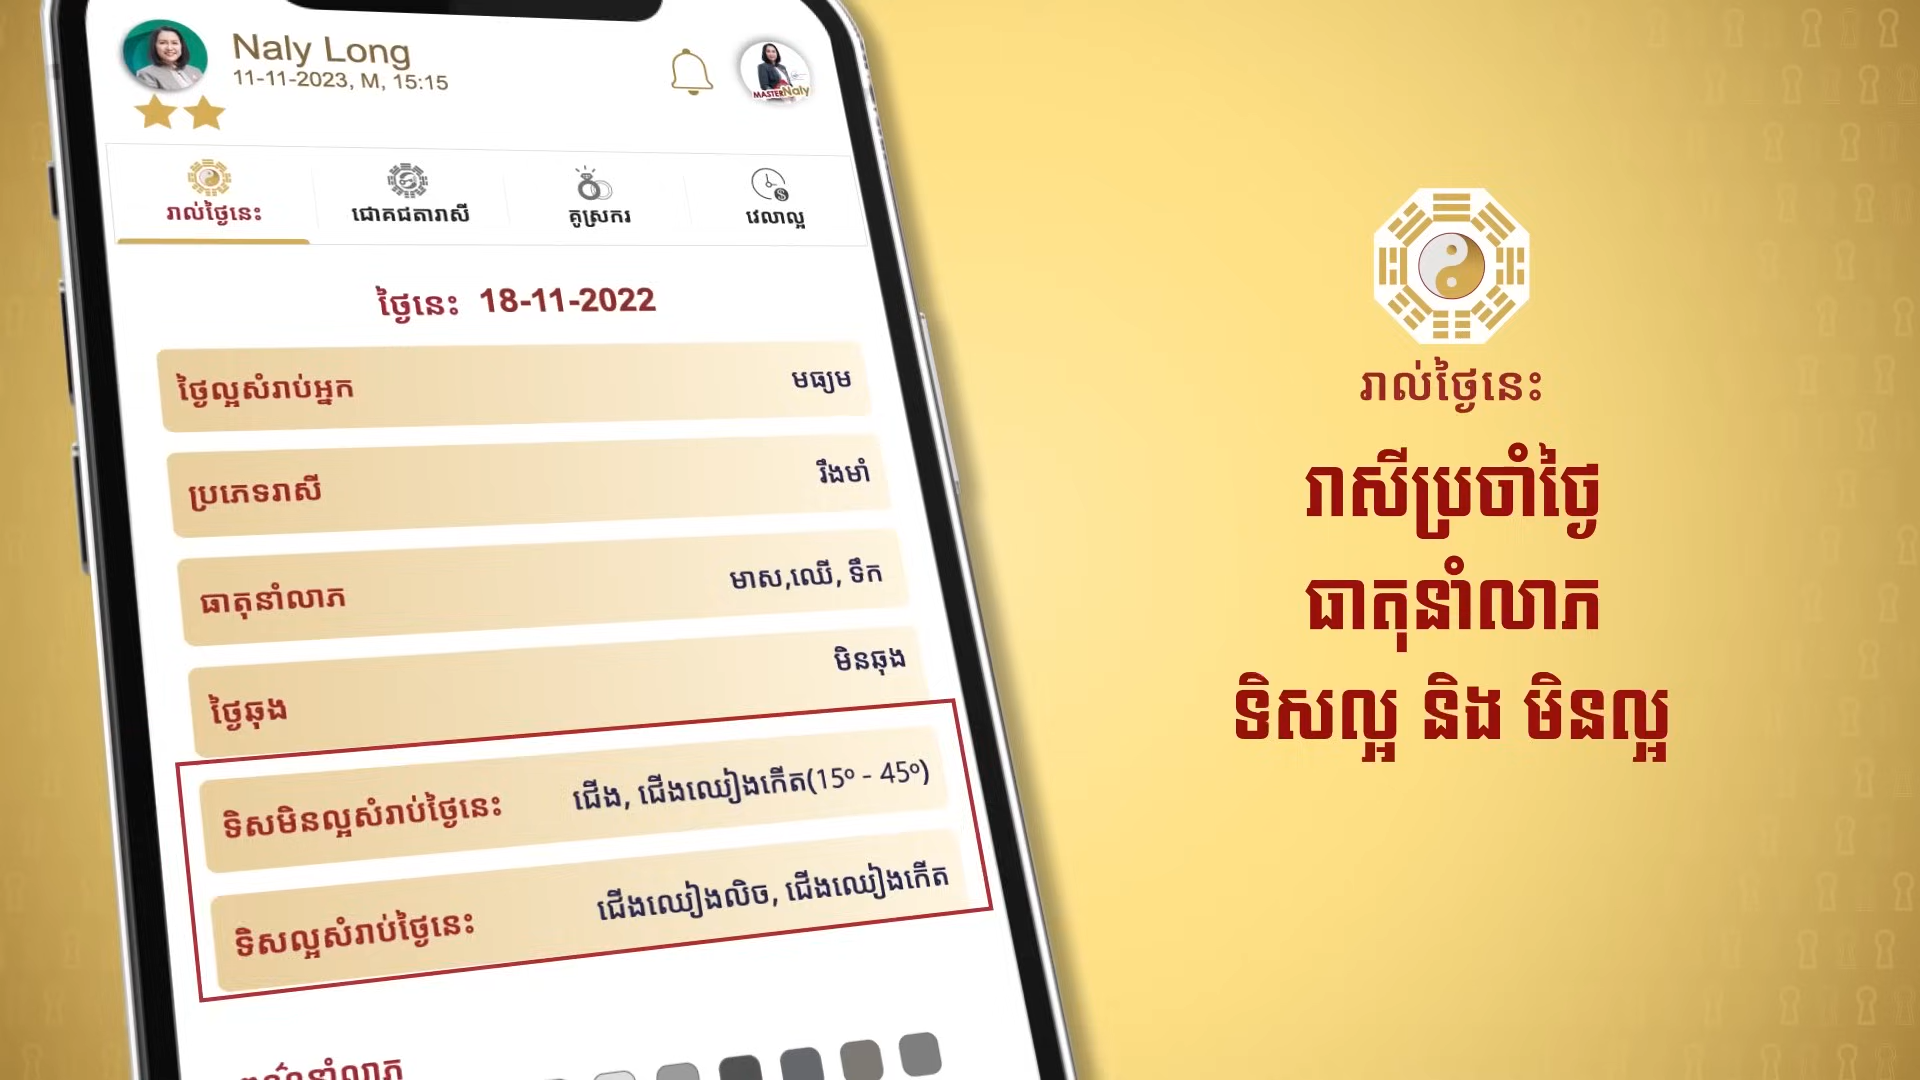 Naly Long
11-11-2023, M, 15:15
MASTERNaly
រាល់ថ្ងៃនេះ
ជោគជតារាសី
គូស្រករ
វេលាល្អ
ថ្ងៃនេះ 18-11-2022
ថ្ងៃល្អសំរាប់អ្នក មធ្យម
ប្រភេទរាសី រឹងមាំ
ធាតុនាំលាភ មាស,ឈើ, ទឹក
ថ្ងៃឆុង មិនឆុង
ទិសមិនល្អសំរាប់ថ្ងៃនេះ ជើង, ជើងឈៀងកើត(15º - 45º)
ទិសល្អសំរាប់ថ្ងៃនេះ ជើងឈៀងលិច, ជើងឈៀងកើត
រាល់ថ្ងៃនេះ
រាសីប្រចាំថ្ងៃ
ធាតុនាំលាភ
ទិសល្អ និង មិនល្អ